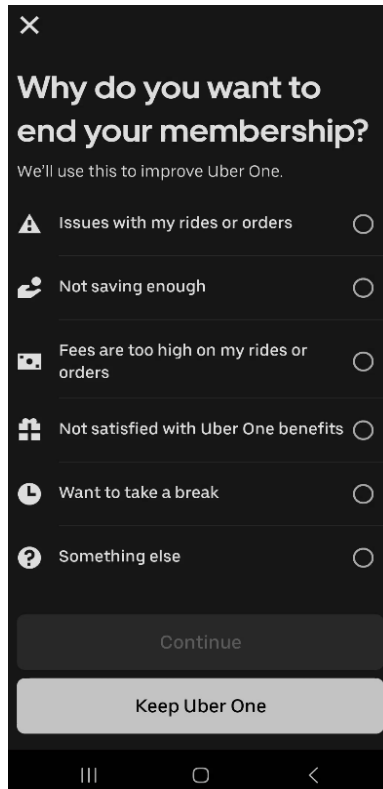 Why do you want to
end your membership?
We'll use this to improve Uber One.
Issues with my rides or orders
Not saving enough
Fees are too high on my rides or
orders
Not satisfied with Uber One benefits
Want to take a break
Something else
Continue
Keep Uber One